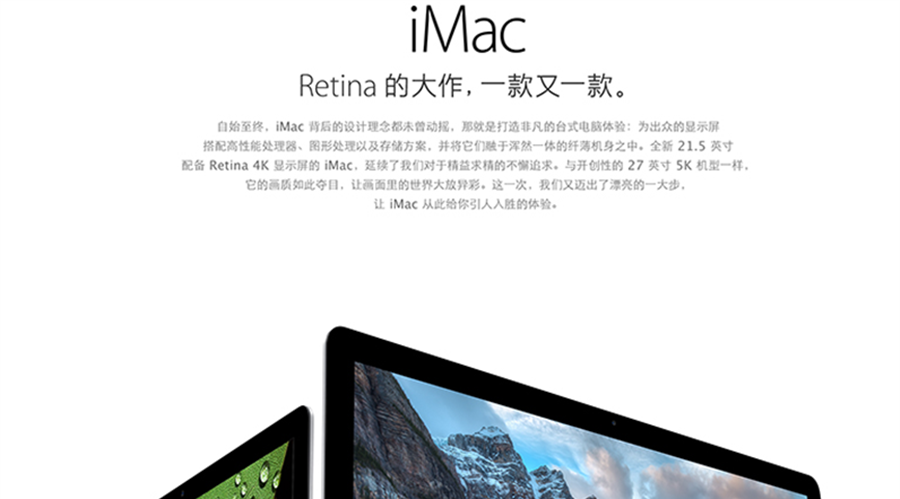 iMac
Retina 的大作，一款又一款。
自始至终，iMac 背后的设计理念都未曾动摇，那就是打造非凡的台式电脑体验：为出众的显示屏
搭配高性能处理器、图形处理以及存储方案，并将它们融于浑然一体的纤薄机身之中。全新 21.5 英寸
配备 Retina 4K 显示屏的 iMac，延续了我们对于精益求精的不懈追求。与开创性的 27 英寸 5K 机型一样，
它的画质如此夺目，让画面里的世界大放异彩。这一次，我们又迈出了漂亮的一大步，
让 iMac 从此给你引人入胜的体验。